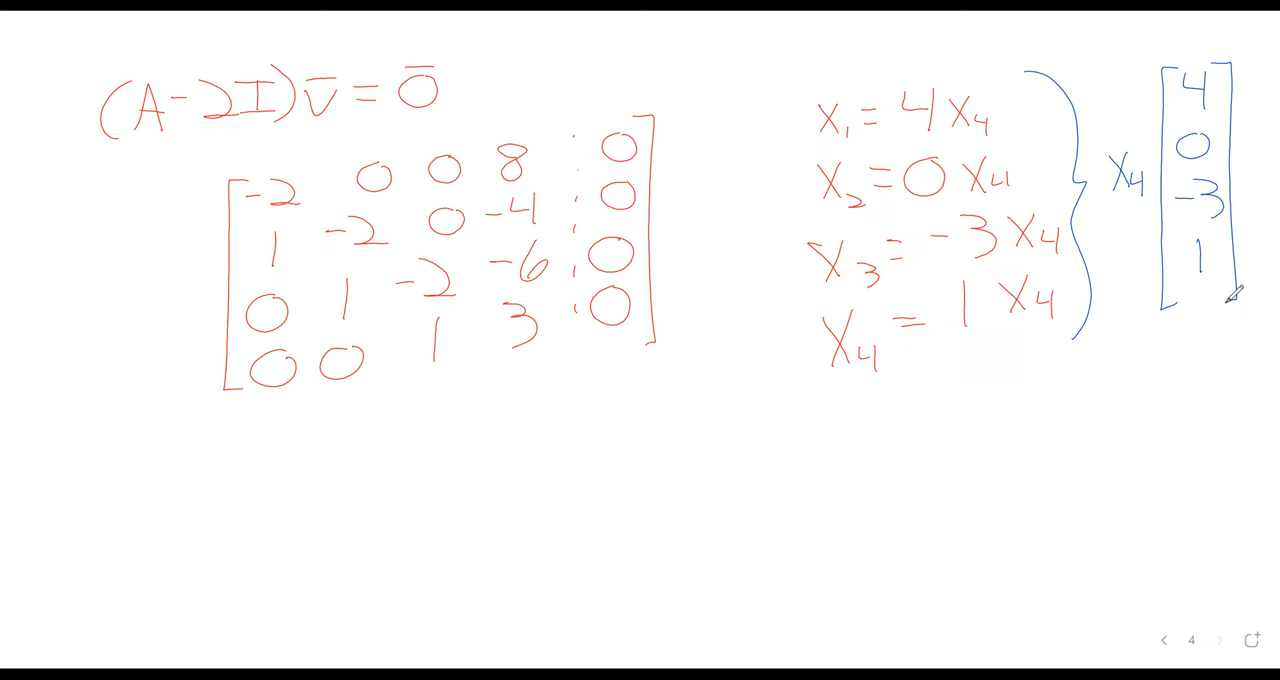 (A-2I)v̄ = 0̄
-2 0 0 8 : 0
1 -2 0 -4 : 0
0 1 -2 -6 : 0
0 0 1 3 : 0
x₁ = 4 x₄
x₂ = 0 x₄
x₃ = -3 x₄
x₄ = 1 x₄
x₄
4
0
-3
1
< 4 >